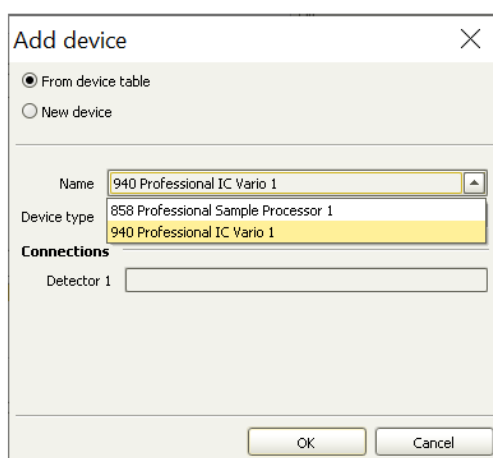 Add device
From device table
New device
Name 940 Professional IC Vario 1
858 Professional Sample Processor 1
Device type
940 Professional IC Vario 1
Connections
Detector 1
OK Cancel